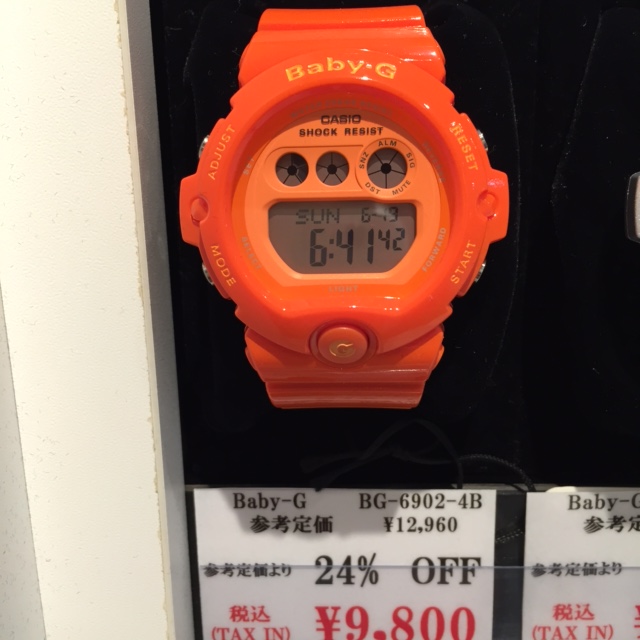 Baby-G
CASIO
SHOCK RESIST
ADJUST
RESET
ALM
SNZ
SIG
DST
MUTE
SUN 6-13
6:41 42
MODE
START
FORWARD
LIGHT
G
Baby-G BG-6902-4B
参考定価 ¥12,960
参考定価より 24% OFF
税込
(TAX IN) ¥9,800
Baby-G
参考定
参考定価より
税込
(TAX IN) ¥